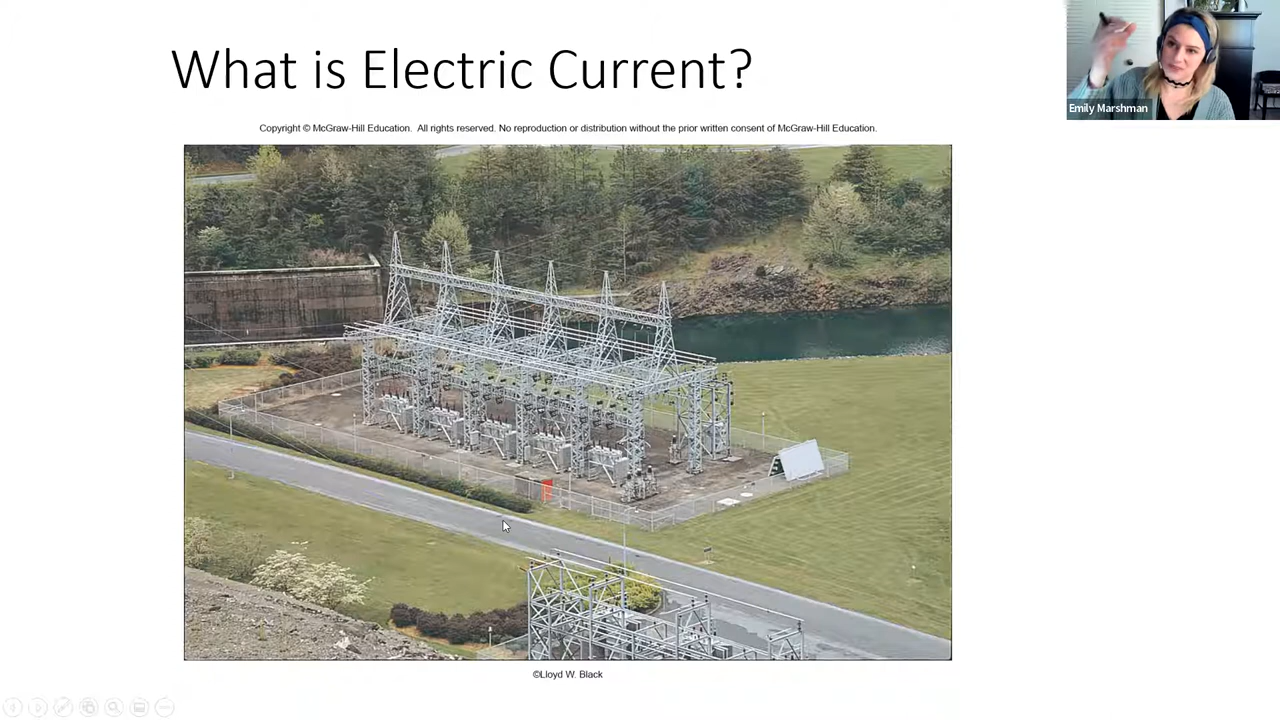 What is Electric Current?
Emily Marshman
Copyright © McGraw-Hill Education. All rights reserved. No reproduction or distribution without the prior written consent of McGraw-Hill Education.
©Lloyd W. Black